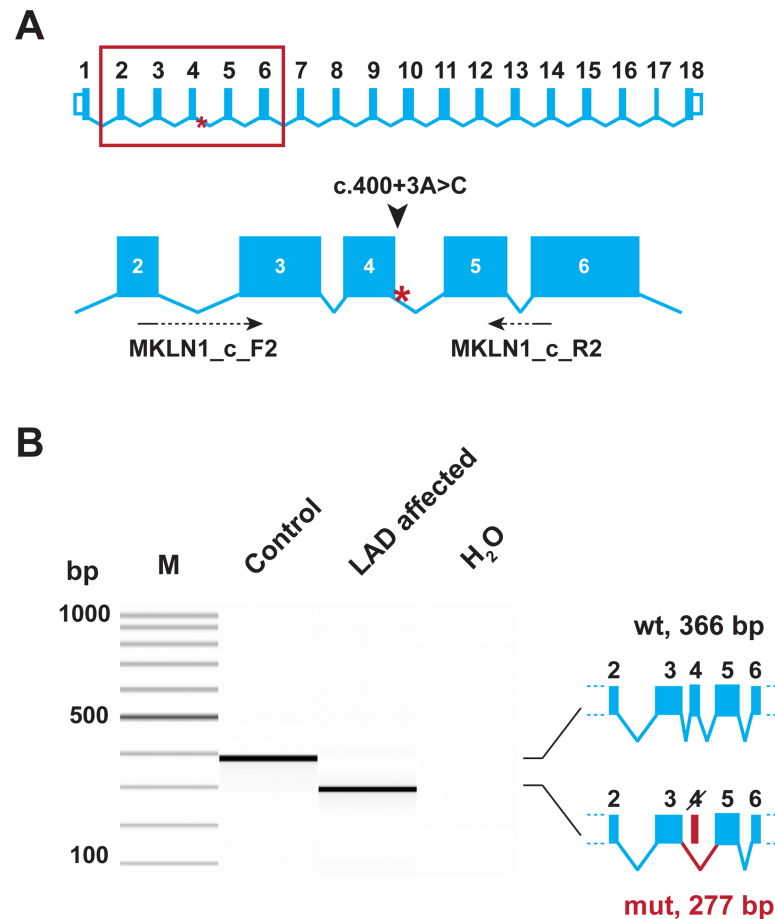 A
1 2 3 4 5 6 7 8 9 10 11 12 13 14 15 16 17 18
*
c.400+3A>C
2 3 4 5 6
*
MKLN1_c_F2 MKLN1_c_R2
B
bp M Control LAD affected H₂O
1000
500
100
wt, 366 bp
2 3 4 5 6
2 3 4 5 6
mut, 277 bp